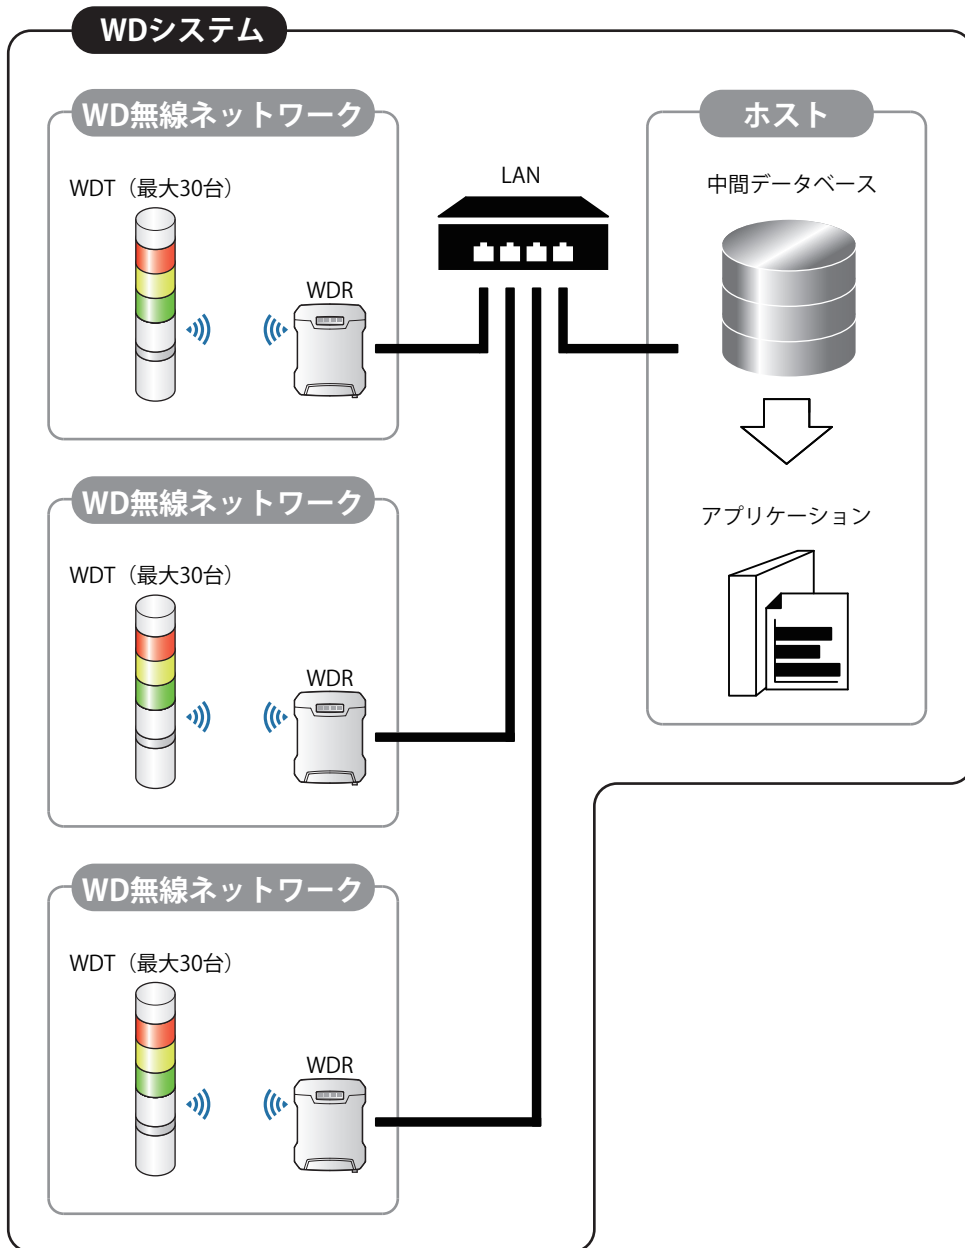 WDシステム
WD無線ネットワーク
WDT（最大30台）
WDR
LAN
ホスト
中間データベース
アプリケーション
WD無線ネットワーク
WDT（最大30台）
WDR
WD無線ネットワーク
WDT（最大30台）
WDR